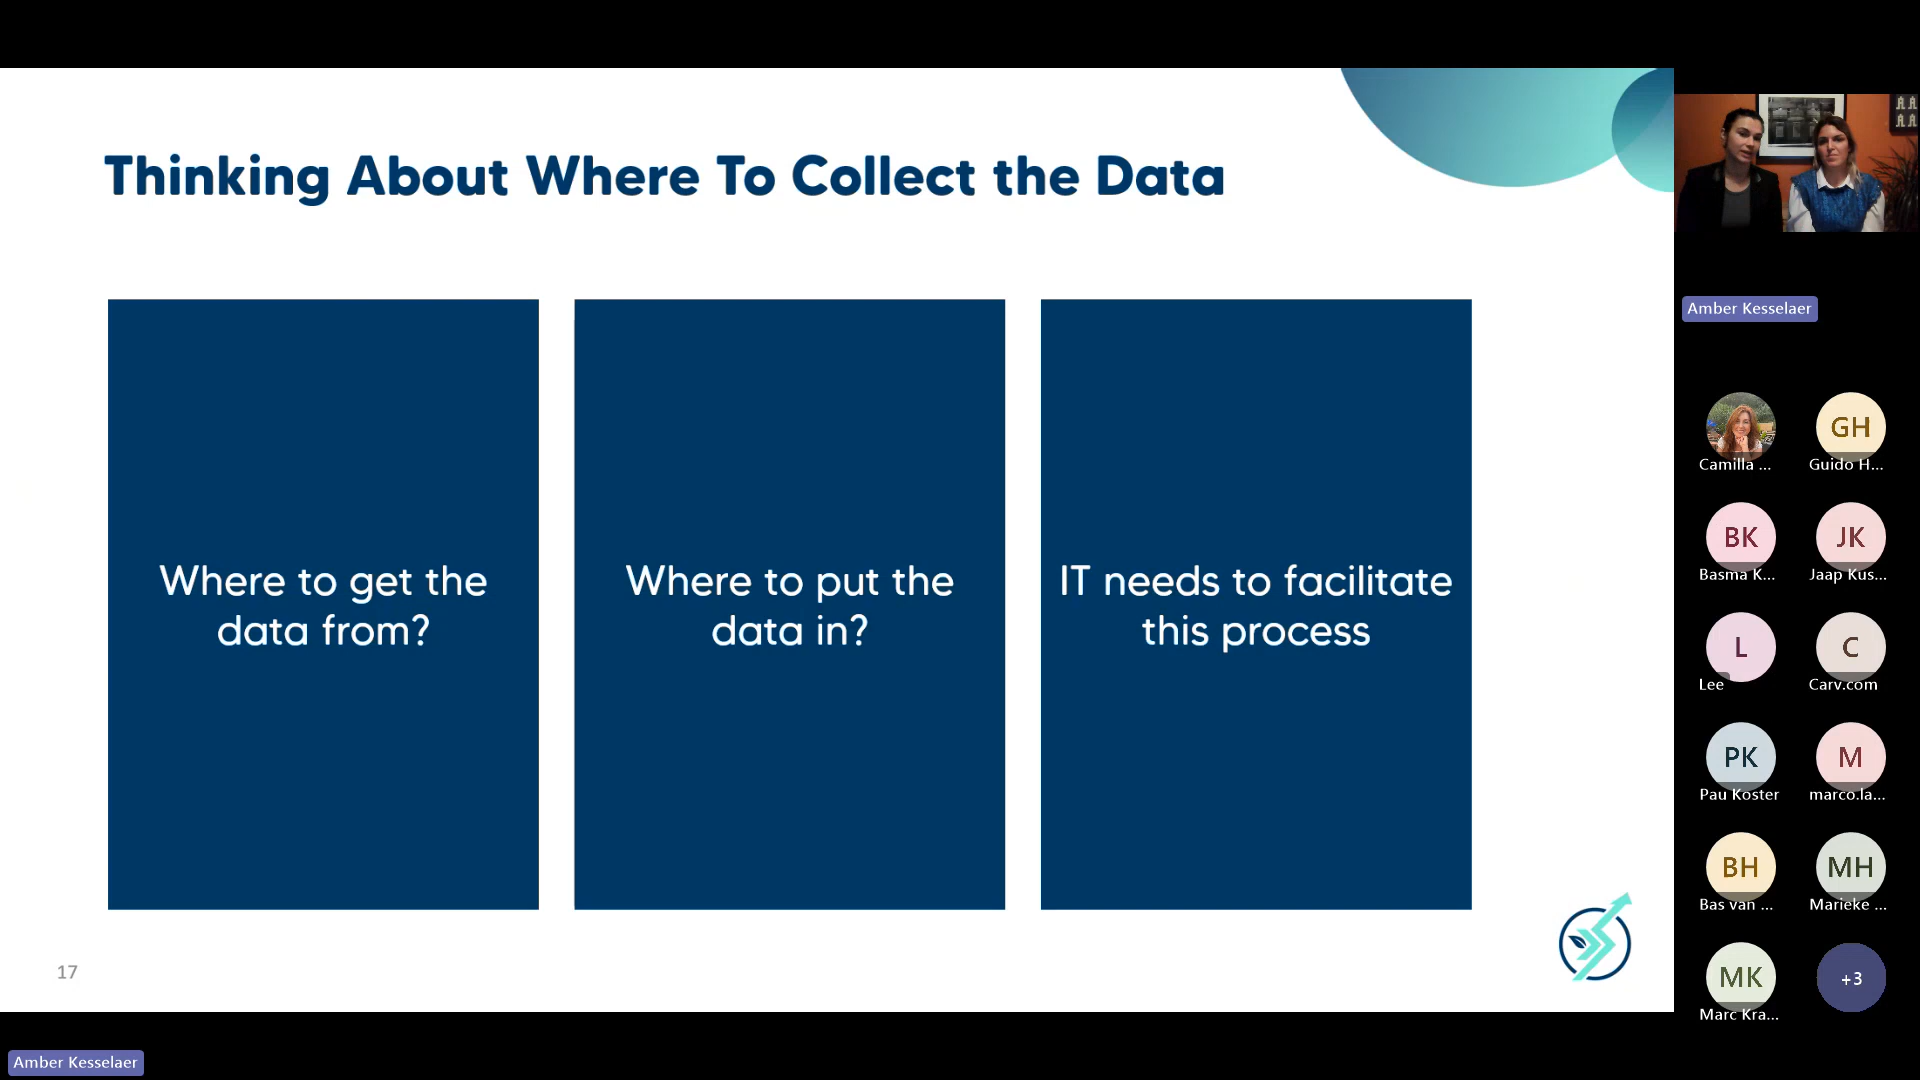 Thinking About Where To Collect the Data
Where to get the
data from?
Where to put the
data in?
IT needs to facilitate
this process
17
Amber Kesselaer
Amber Kesselaer
GH
Camilla ...
Guido H...
BK
JK
Basma K...
Jaap Kus...
L
C
Lee
Carv.com
PK
M
Pau Koster
marco.la...
BH
MH
Bas van ...
Marieke ...
MK
+3
Marc Kra...